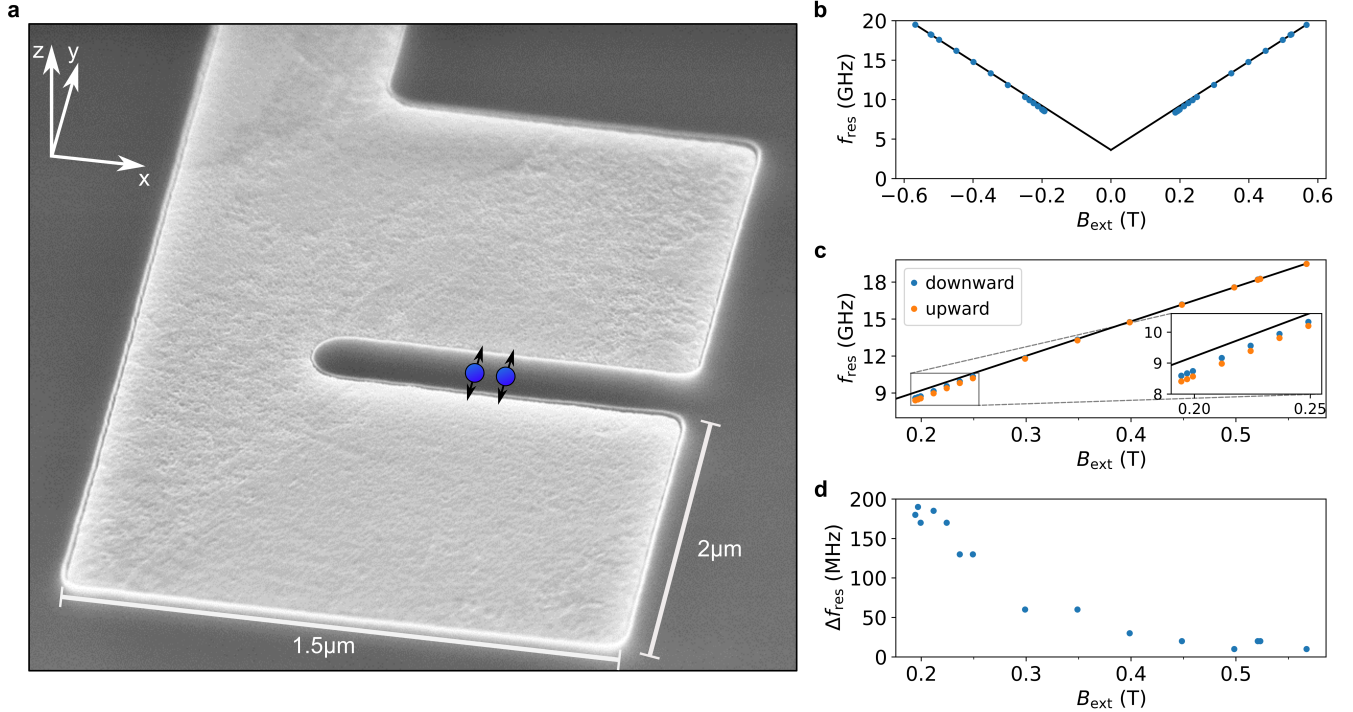 a
z y
x
1.5μm
2μm
b
20
15
10
5
0
f_res (GHz)
−0.6 −0.4 −0.2 0.0 0.2 0.4 0.6
B_ext (T)
c
18
15
12
9
f_res (GHz)
downward
upward
10
9
8
0.20 0.25
0.2 0.3 0.4 0.5
B_ext (T)
d
200
150
100
50
0
Δf_res (MHz)
0.2 0.3 0.4 0.5
B_ext (T)